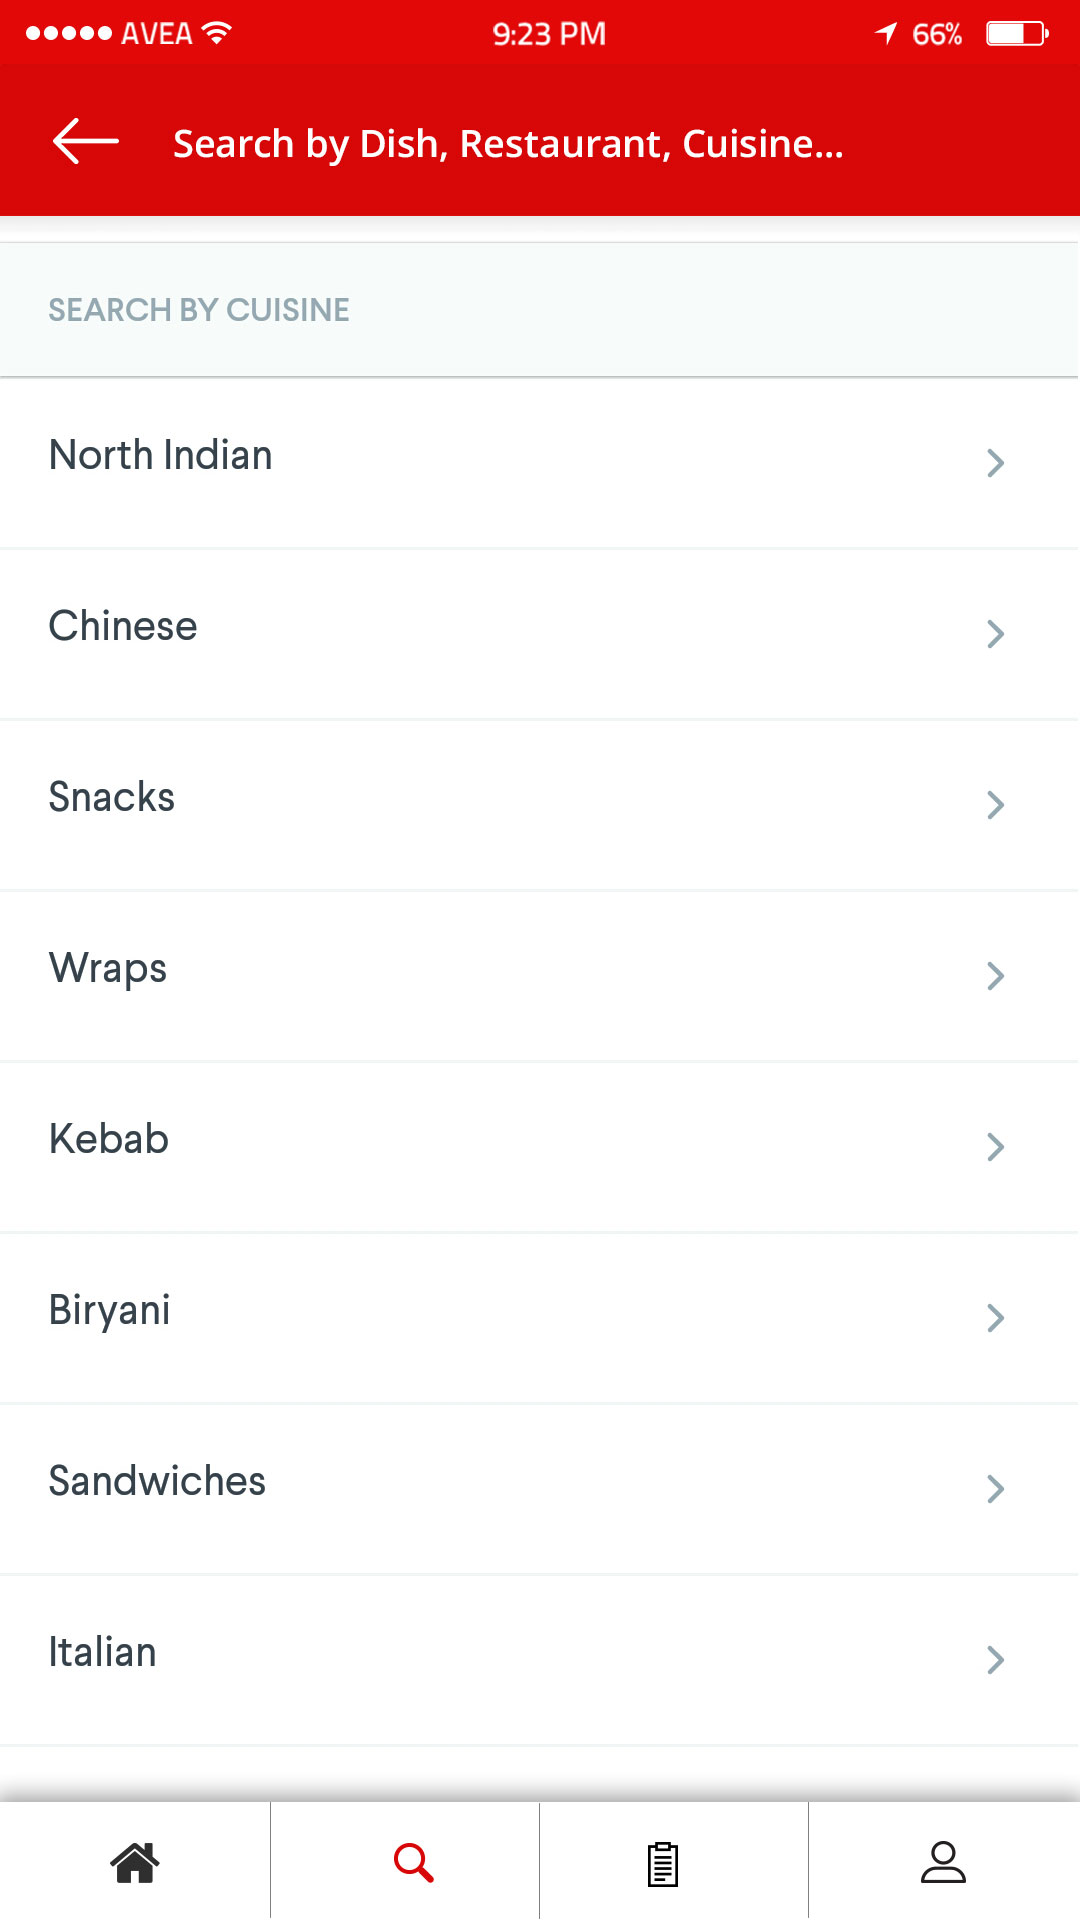 AVEA 9:23 PM 66%
Search by Dish, Restaurant, Cuisine...
SEARCH BY CUISINE
North Indian
Chinese
Snacks
Wraps
Kebab
Biryani
Sandwiches
Italian